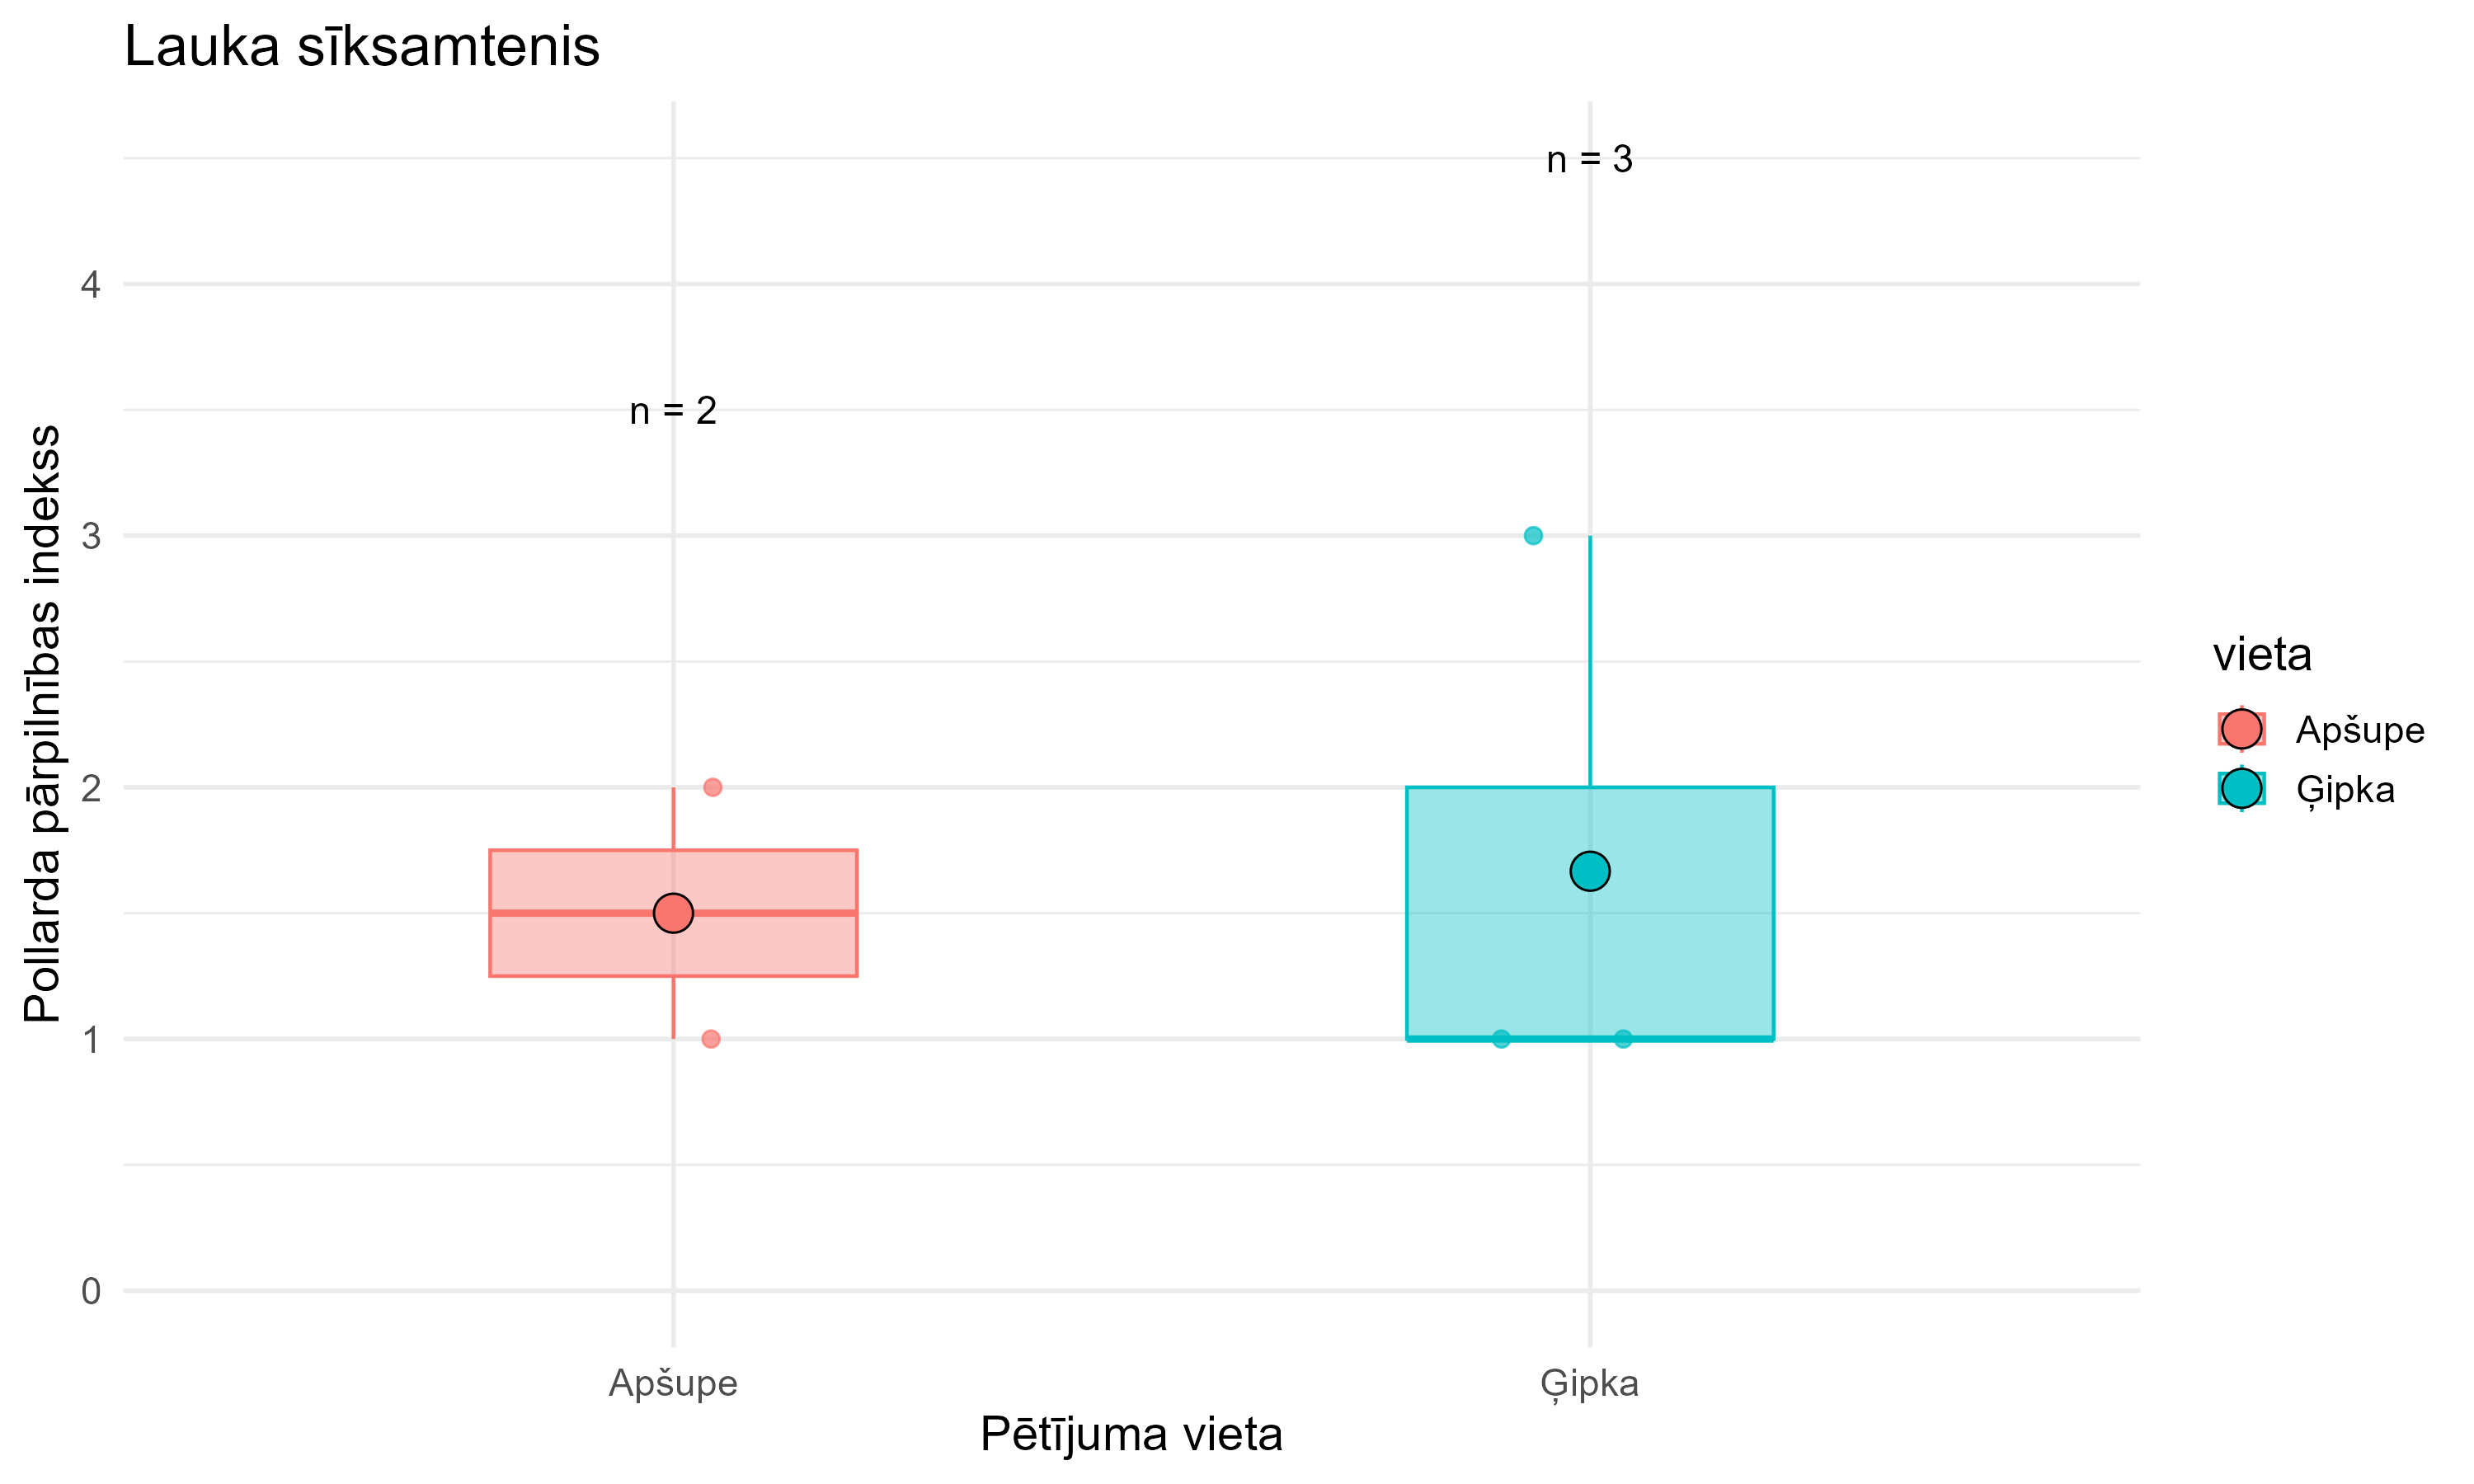 Lauka sīksamtenis
n = 3
4
n = 2
3
2
1
0
Pollarda pārpilnības indekss
Apšupe
Ģipka
Pētījuma vieta
vieta
Apšupe
Ģipka